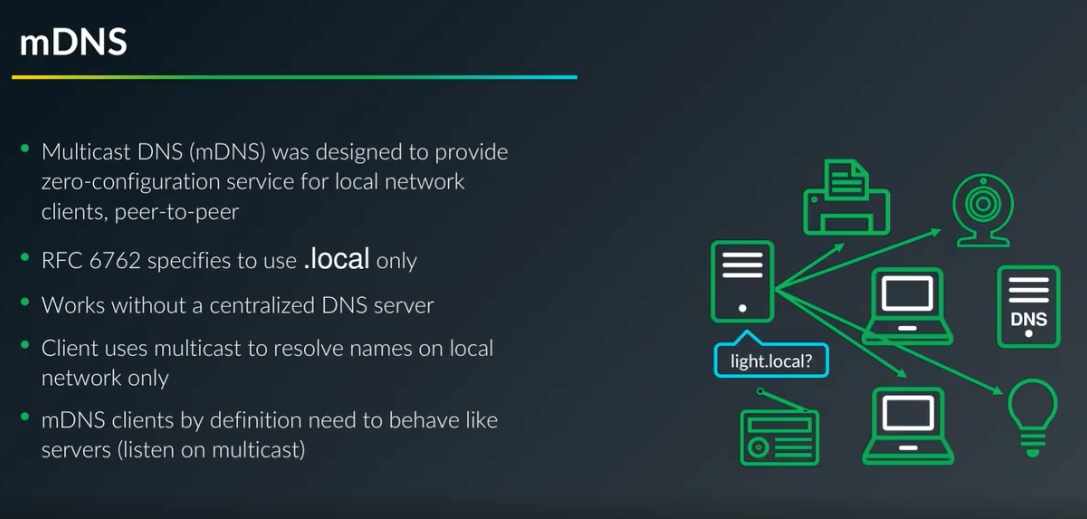 mDNS
Multicast DNS (mDNS) was designed to provide
zero-configuration service for local network
clients, peer-to-peer
RFC 6762 specifies to use .local only
Works without a centralized DNS server
Client uses multicast to resolve names on local
network only
mDNS clients by definition need to behave like
servers (listen on multicast)
DNS
light.local?